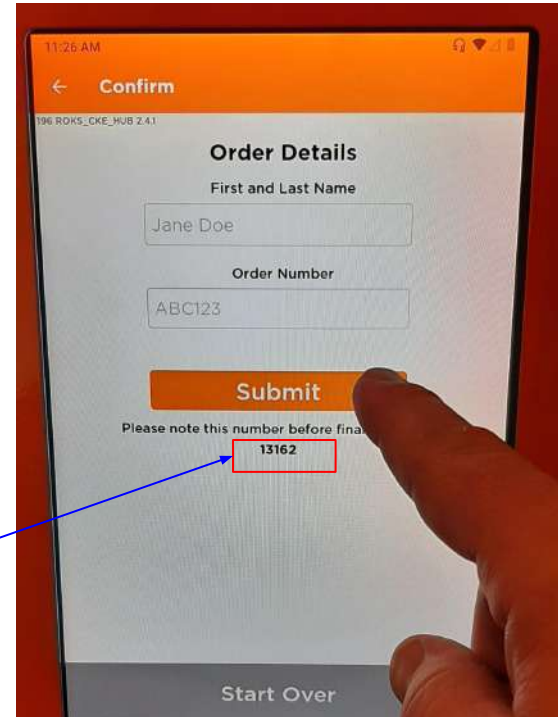 11:26 AM
Confirm
196 ROKS_CKE_HUB 2.4.1
Order Details
First and Last Name
Jane Doe
Order Number
ABC123
Submit
Please note this number before
13162
Start Over